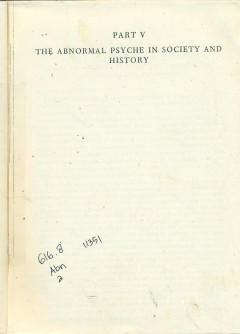 PART V
THE ABNORMAL PSYCHE IN SOCIETY AND
HISTORY
616.8 11351
Abn
2